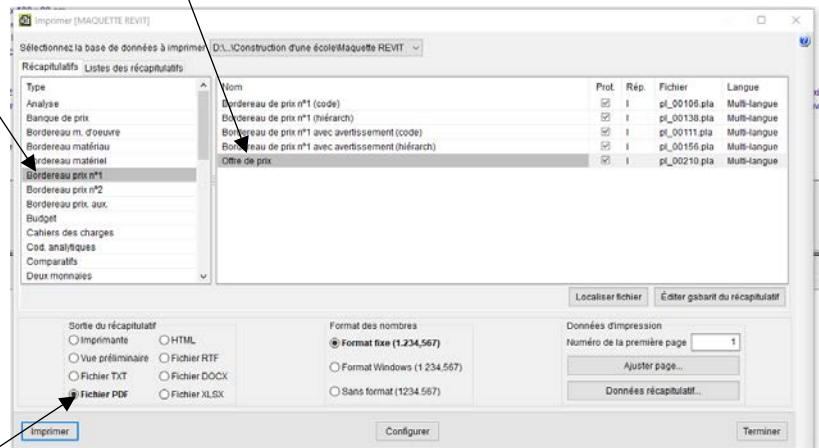 Imprimer [MAQUETTE REVIT]
Sélectionnez la base de données à imprimer D:\...\Construction d'une école\Maquette REVIT
Récapitulatifs Listes des récapitulatifs
Type
Analyse
Banque de prix
Bordereau m. d'oeuvre
Bordereau matériau
Bordereau matériel
Bordereau prix nº1
Bordereau prix nº2
Bordereau prix. aux.
Budget
Cahiers des charges
Cod. analytiques
Comparatifs
Deux monnaies
Nom Prot. Rép. Fichier Langue
Bordereau de prix nº1 (code) I pl_00106.pla Multi-langue
Bordereau de prix nº1 (hiérarch) I pl_00138.pla Multi-langue
Bordereau de prix nº1 avec avertissement (code) I pl_00111.pla Multi-langue
Bordereau de prix nº1 avec avertissement (hiérarch) I pl_00156.pla Multi-langue
Offre de prix I pl_00210.pla Multi-langue
Localiser fichier Éditer gabarit du récapitulatif
Sortie du récapitulatif
Imprimante HTML
Vue préliminaire Fichier RTF
Fichier TXT Fichier DOCX
Fichier PDF Fichier XLSX
Format des nombres
Format fixe (1.234,567)
Format Windows (1 234,567)
Sans format (1234.567)
Données d'impression
Numéro de la première page 1
Ajuster page...
Données récapitulatif...
Imprimer Configurer Terminer